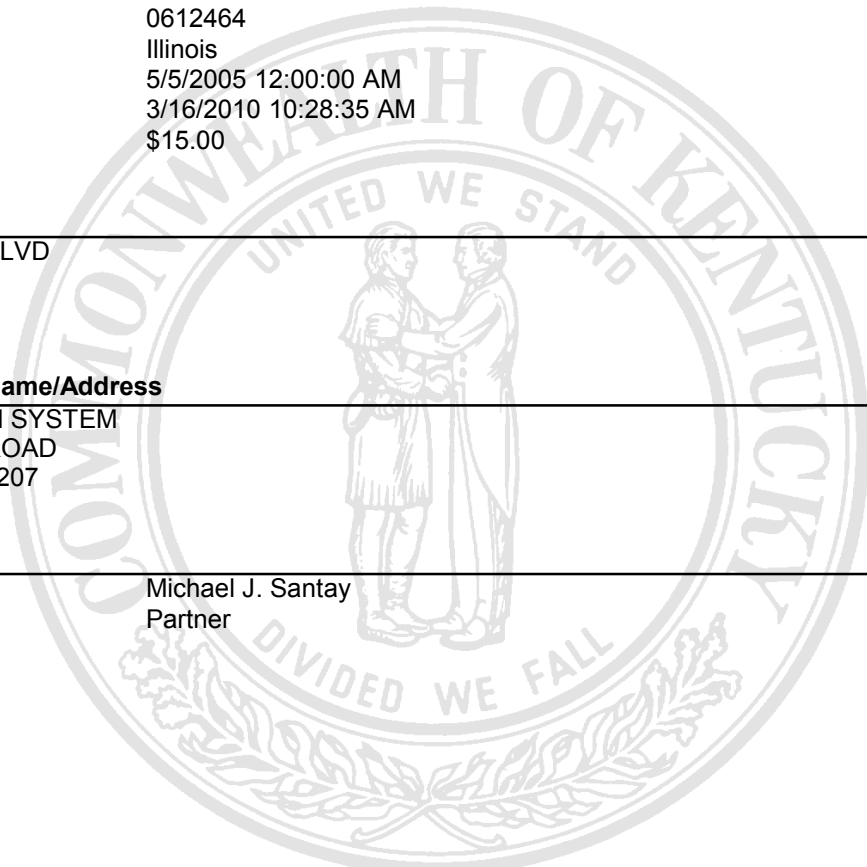 0612464
Illinois
5/5/2005 12:00:00 AM
3/16/2010 10:28:35 AM
$15.00
COMMONWEALTH OF KENTUCKY
UNITED WE STAND
LVD
ame/Address
SYSTEM
OAD
207
Michael J. Santay
Partner
DIVIDED WE FALL